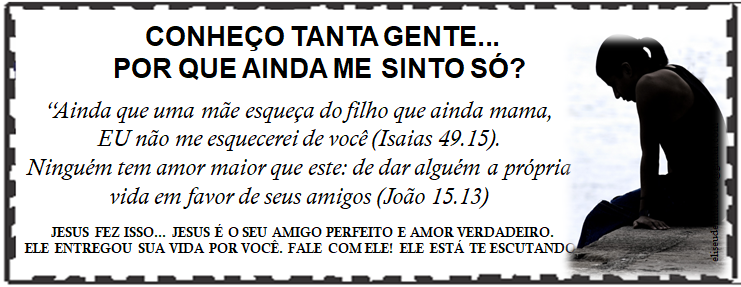 CONHEÇO TANTA GENTE...
POR QUE AINDA ME SINTO SÓ?
“Ainda que uma mãe esqueça do filho que ainda mama,
EU não me esquecerei de você (Isaias 49.15).
Ninguém tem amor maior que este: de dar alguém a própria
vida em favor de seus amigos (João 15.13)
JESUS FEZ ISSO... JESUS É O SEU AMIGO PERFEITO E AMOR VERDADEIRO.
ELE ENTREGOU SUA VIDA POR VOCÊ. FALE COM ELE! ELE ESTÁ TE ESCUTANDO